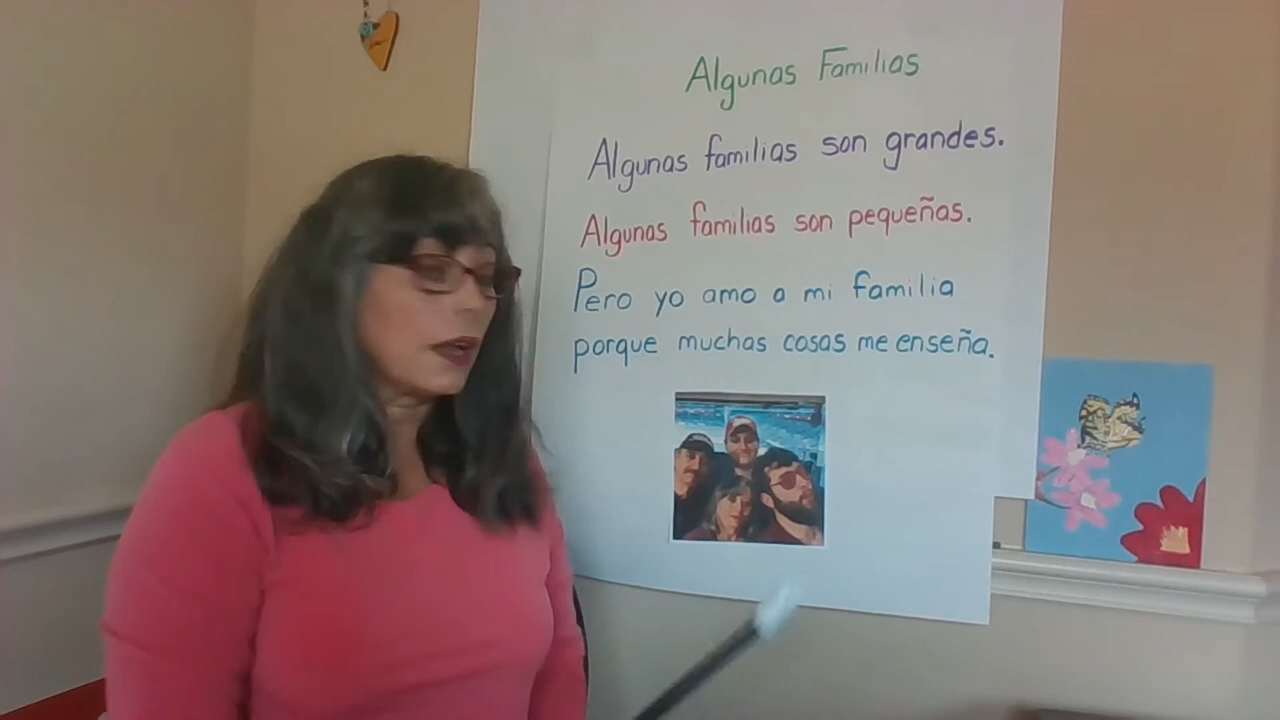 Algunas Familias
Algunas familias son grandes.
Algunas familias son pequeñas.
Pero yo amo a mi familia
porque muchas cosas me enseña.